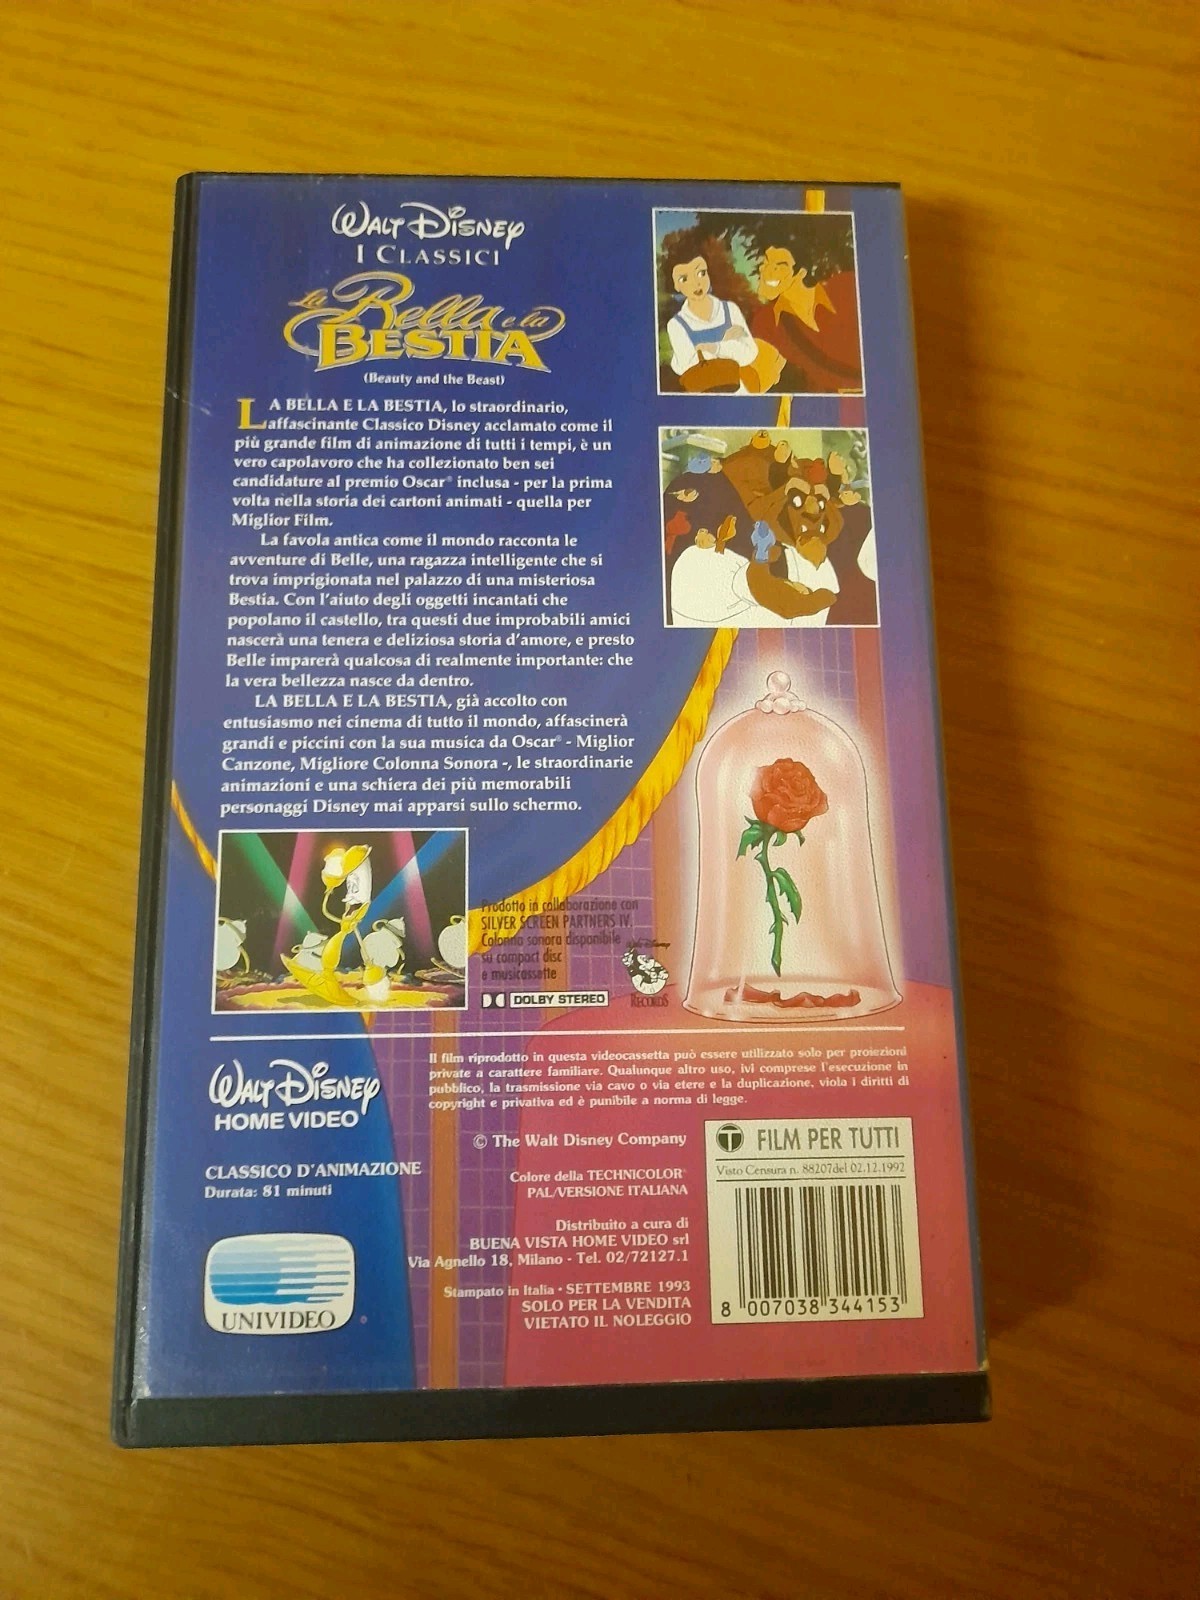 WALT DISNEY
I CLASSICI
La Bella e la
BESTIA
(Beauty and the Beast)
LA BELLA E LA BESTIA, lo straordinario,
affascinante Classico Disney acclamato come il
più grande film di animazione di tutti i tempi, è un
vero capolavoro che ha collezionato ben sei
candidature al premio Oscar® inclusa - per la prima
volta nella storia dei cartoni animati - quella per
Miglior Film.
La favola antica come il mondo racconta le
avventure di Belle, una ragazza intelligente che si
trova imprigionata nel palazzo di una misteriosa
Bestia. Con l'aiuto degli oggetti incantati che
popolano il castello, tra questi due improbabili amici
nascerà una tenera e deliziosa storia d'amore, e presto
Belle imparerà qualcosa di realmente importante: che
la vera bellezza nasce da dentro.
LA BELLA E LA BESTIA, già accolto con
entusiasmo nei cinema di tutto il mondo, affascinerà
grandi e piccini con la sua musica da Oscar® - Miglior
Canzone, Migliore Colonna Sonora -, le straordinarie
animazioni e una schiera dei più memorabili
personaggi Disney mai apparsi sullo schermo.
Prodotto in collaborazione con
SILVER SCREEN PARTNERS IV.
Colonna sonora disponibile
su compact disc
e musicassette
DOLBY STEREO
Walt Disney
RECORDS
WALT DISNEY
HOME VIDEO
Il film riprodotto in questa videocassetta può essere utilizzato solo per proiezioni
private a carattere familiare. Qualunque altro uso, ivi comprese l'esecuzione in
pubblico, la trasmissione via cavo o via etere e la duplicazione, viola i diritti di
copyright e privativa ed è punibile a norma di legge.
© The Walt Disney Company
CLASSICO D'ANIMAZIONE
Durata: 81 minuti
Colore della TECHNICOLOR®
PAL/VERSIONE ITALIANA
Distribuito a cura di
BUENA VISTA HOME VIDEO srl
Via Agnello 18, Milano - Tel. 02/72127.1
Stampato in Italia • SETTEMBRE 1993
SOLO PER LA VENDITA
VIETATO IL NOLEGGIO
UNIVIDEO
T FILM PER TUTTI
Visto Censura n. 88207del 02.12.1992
8 007038 344153